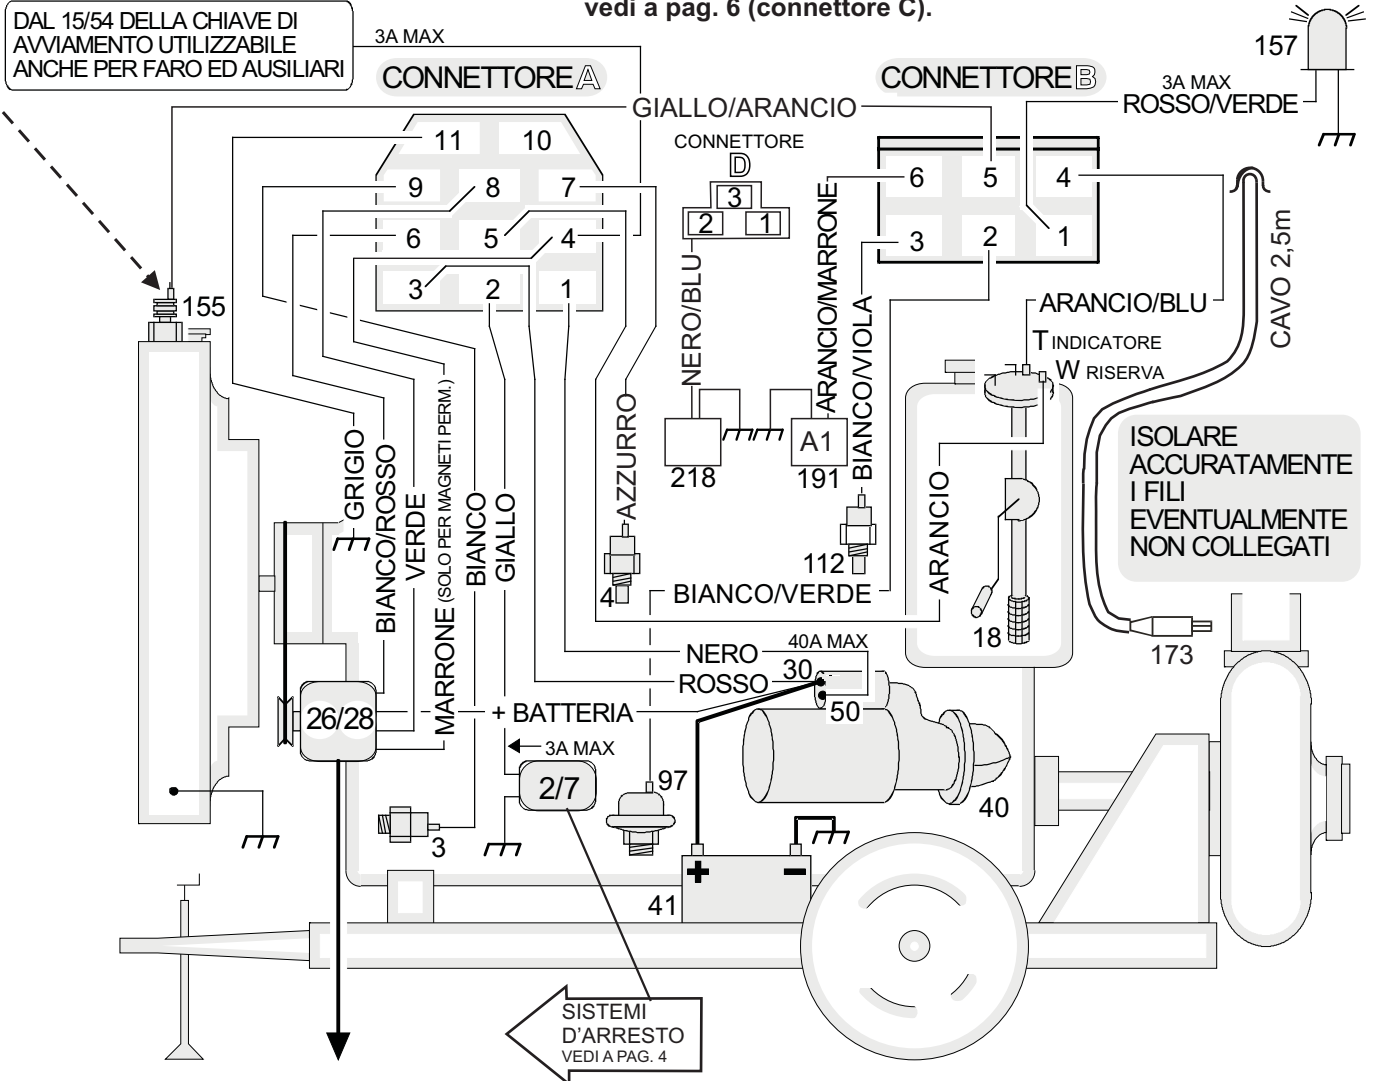 vedi a pag. 6 (connettore C).
DAL 15/54 DELLA CHIAVE DI
AVVIAMENTO UTILIZZABILE
ANCHE PER FARO ED AUSILIARI
3A MAX
CONNETTORE A
CONNETTORE B
157
3A MAX
ROSSO/VERDE
GIALLO/ARANCIO
CONNETTORE
D
3
2
1
11
10
9
8
7
6
5
4
3
2
1
6
5
4
3
2
1
155
NERO/BLU
ARANCIO/MARRONE
BIANCO/VIOLA
CAVO 2,5m
ARANCIO/BLU
T INDICATORE
W RISERVA
GRIGIO
BIANCO/ROSSO
VERDE
MARRONE (SOLO PER MAGNETI PERM.)
BIANCO
GIALLO
AZZURRO
A1
218
191
ARANCIO
ISOLARE
ACCURATAMENTE
I FILI
EVENTUALMENTE
NON COLLEGATI
112
4
BIANCO/VERDE
18
173
NERO
40A MAX
ROSSO
30
50
26/28
+ BATTERIA
3A MAX
2/7
97
40
3
+
−
41
SISTEMI
D'ARRESTO
VEDI A PAG. 4